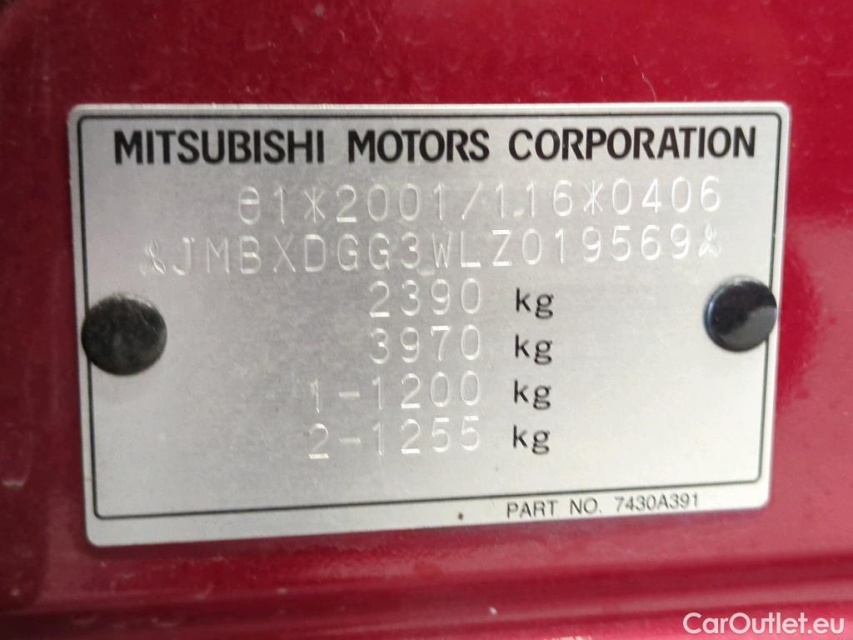 MITSUBISHI MOTORS CORPORATION
e1*2001/116*0406
JMBXDGG3WLZ019569
2390 kg
3970 kg
1-1200 kg
2-1255 kg
PART NO. 7430A391
CarOutlet.eu